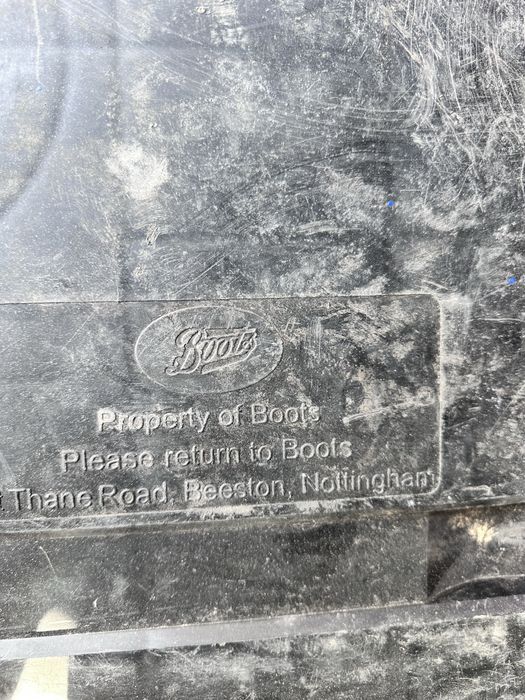 Boots
Property of Boots
Please return to Boots
Thane Road, Beeston, Nottingham